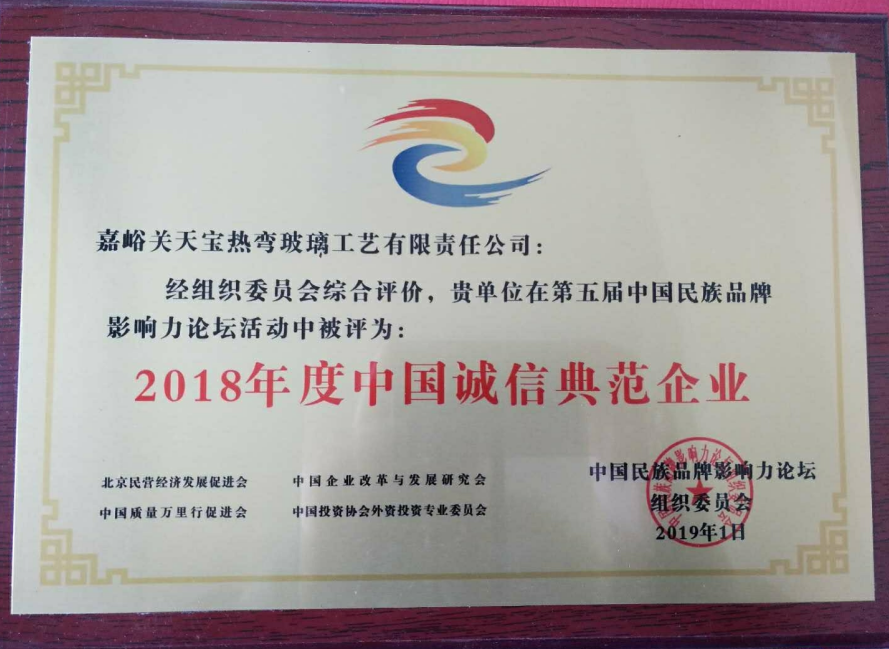 嘉峪关天宝热弯玻璃工艺有限责任公司：
经组织委员会综合评价，贵单位在第五届中国民族品牌
影响力论坛活动中被评为：
2018年度中国诚信典范企业
北京民营经济发展促进会
中国企业改革与发展研究会
中国质量万里行促进会
中国投资协会外资投资专业委员会
中国民族品牌影响力论坛
组织委员会
2019年1日